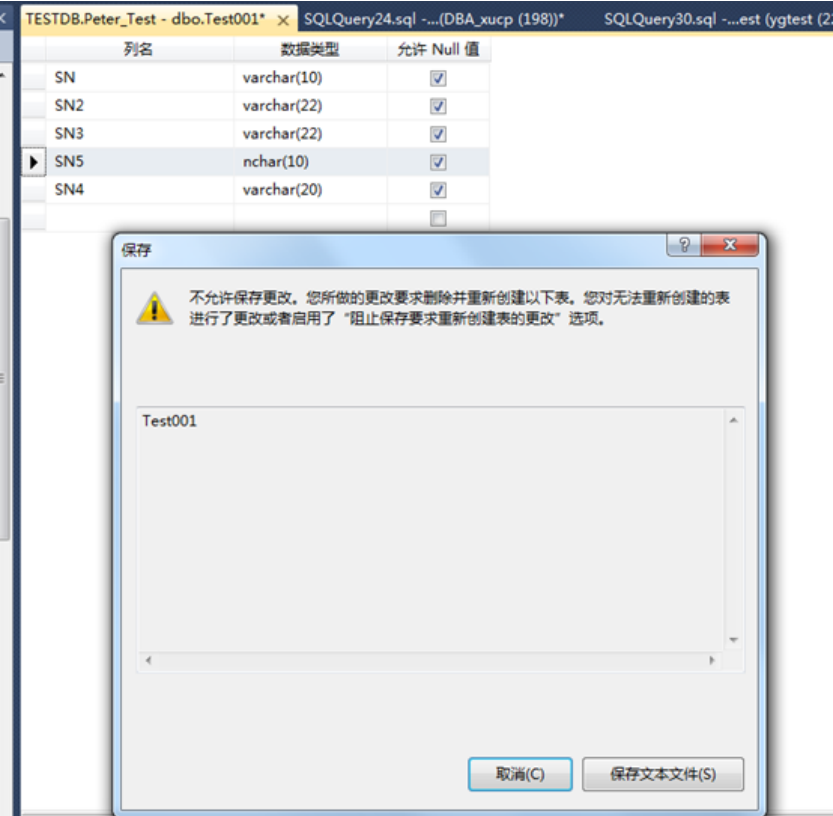 TESTDB.Peter_Test - dbo.Test001* SQLQuery24.sql -...(DBA_xucp (198))* SQLQuery30.sql -...est (ygtest (22
列名 数据类型 允许 Null 值
SN varchar(10)
SN2 varchar(22)
SN3 varchar(22)
SN5 nchar(10)
SN4 varchar(20)
保存
不允许保存更改。您所做的更改要求删除并重新创建以下表。您对无法重新创建的表
进行了更改或者启用了“阻止保存要求重新创建表的更改”选项。
Test001
取消(C) 保存文本文件(S)